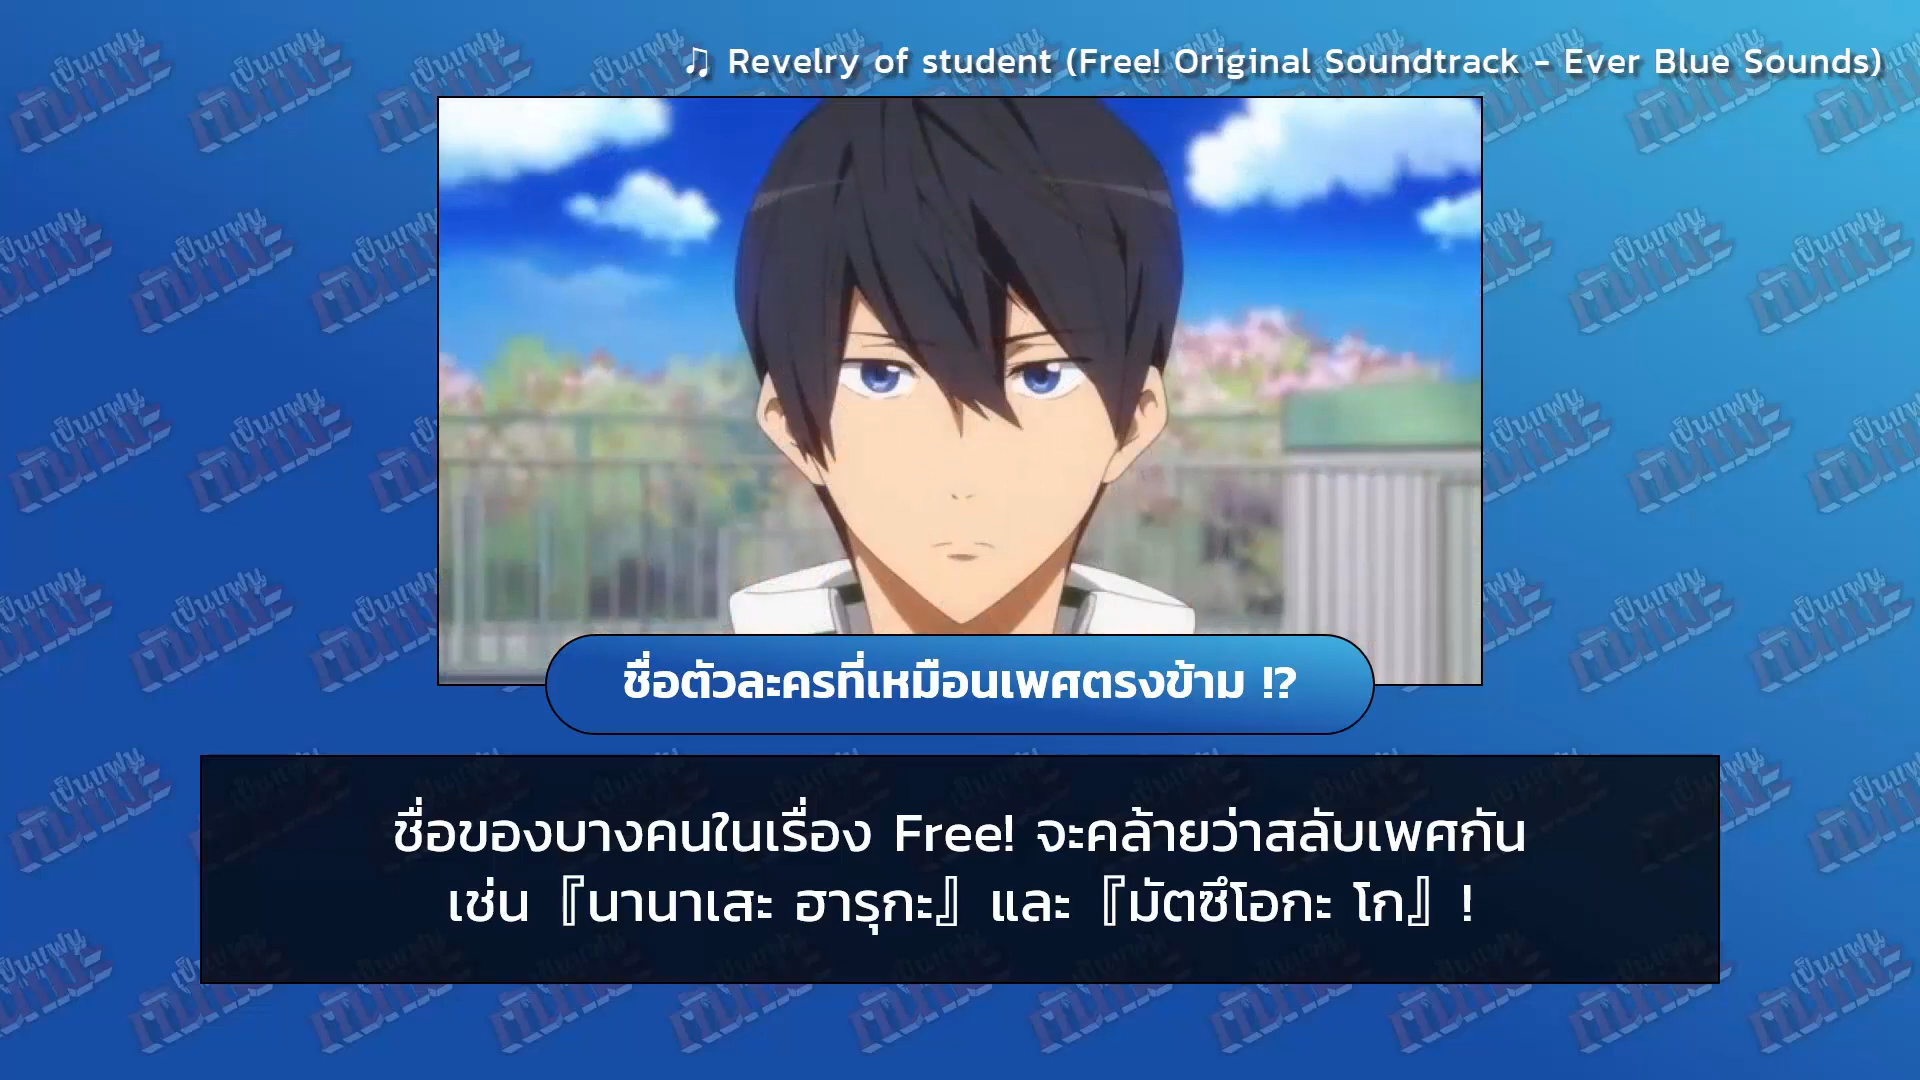 ♫ Revelry of student (Free! Original Soundtrack - Ever Blue Sounds)
ชื่อตัวละครที่เหมือนเพศตรงข้าม !?
ชื่อของบางคนในเรื่อง Free! จะคล้ายว่าสลับเพศกัน
เช่น『นานาเสะ ฮารุกะ』และ『มัตซึโอกะ โก』!